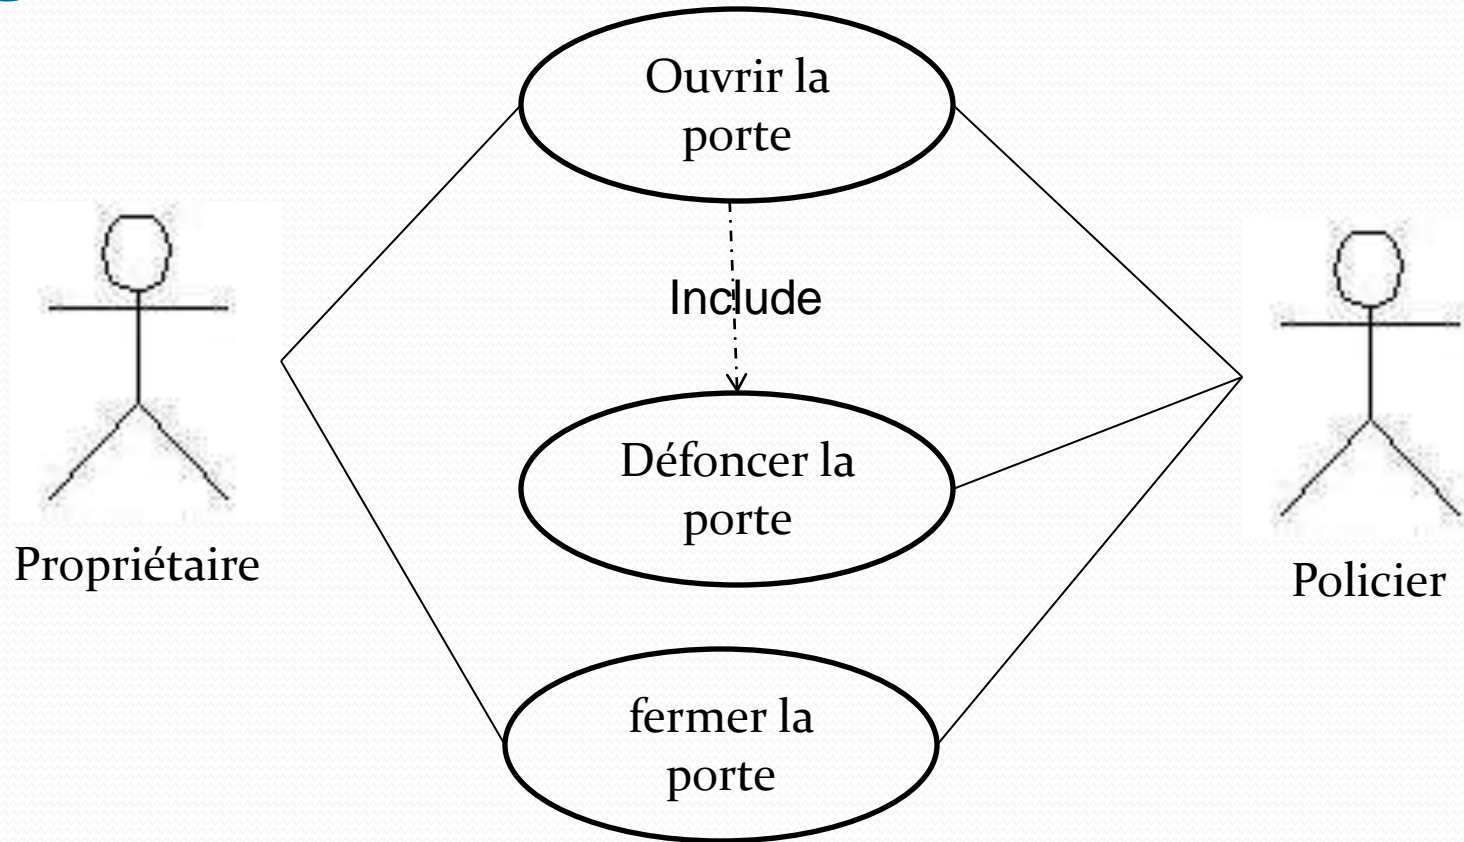 Ouvrir la
porte
Include
Défoncer la
porte
Propriétaire
Policier
fermer la
porte